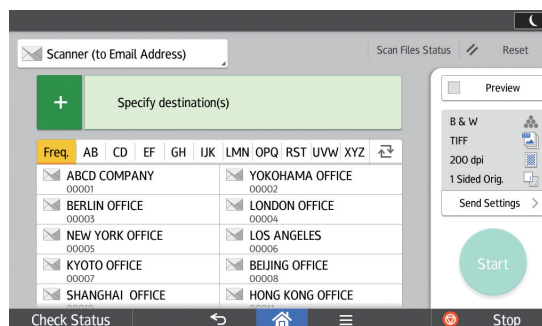 Scanner (to Email Address)
Scan Files Status
Reset
+
Specify destination(s)
Preview
B & W
TIFF
200 dpi
1 Sided Orig.
Send Settings >
Start
Freq. AB CD EF GH IJK LMN OPQ RST UVW XYZ
ABCD COMPANY
00001
YOKOHAMA OFFICE
00002
BERLIN OFFICE
00003
LONDON OFFICE
00004
NEW YORK OFFICE
00005
LOS ANGELES
00006
KYOTO OFFICE
00007
BEIJING OFFICE
00008
SHANGHAI OFFICE
HONG KONG OFFICE
Check Status
Stop